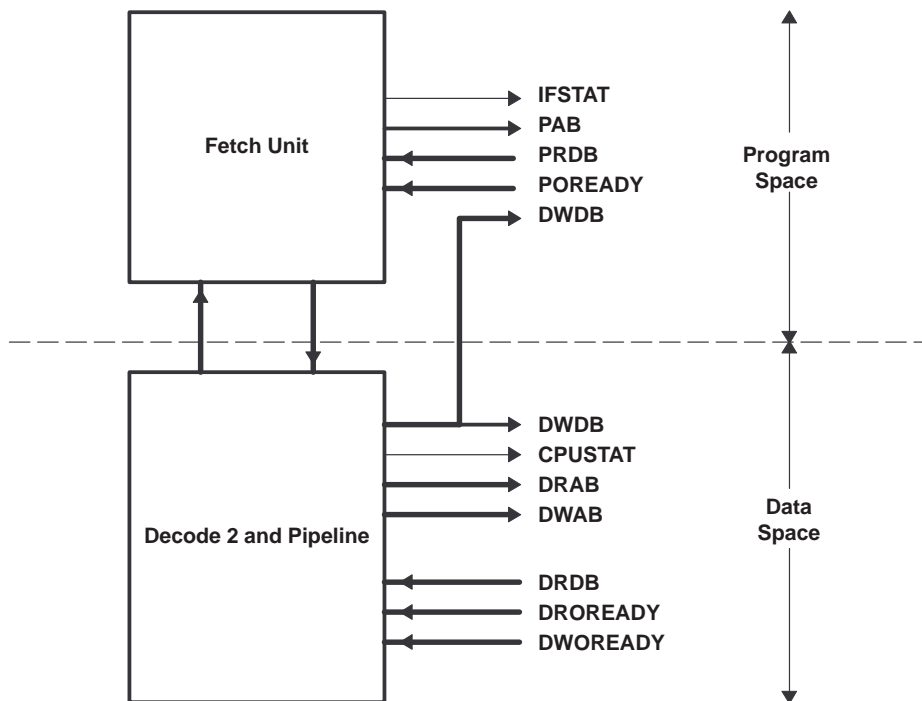 Fetch Unit
IFSTAT
PAB
PRDB
POREADY
DWDB
Program
Space
Decode 2 and Pipeline
DWDB
CPUSTAT
DRAB
DWAB
DRDB
DROREADY
DWOREADY
Data
Space